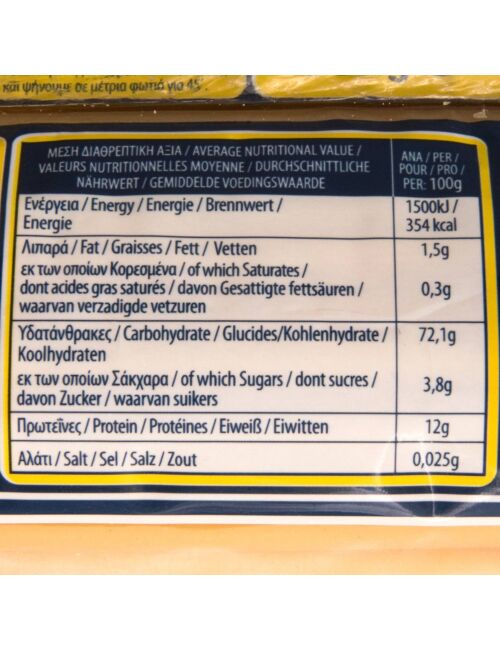 και ψήνουμε σε μέτρια φωτιά για 45'
ΜΕΣΗ ΔΙΑΘΡΕΠΤΙΚΗ ΑΞΙΑ / AVERAGE NUTRITIONAL VALUE /
VALEURS NUTRITIONNELLES MOYENNE / DURCHSCHNITTLICHE
NÄHRWERT / GEMIDDELDE VOEDINGSWAARDE
ΑΝΑ / PER /
POUR / PRO /
PER: 100g
Ενέργεια / Energy / Energie / Brennwert /
Energie
1500kJ /
354 kcal
Λιπαρά / Fat / Graisses / Fett / Vetten
1,5g
εκ των οποίων Κορεσμένα / of which Saturates /
dont acides gras saturés / davon Gesattigte fettsäuren /
waarvan verzadigde vetzuren
0,3g
Υδατάνθρακες / Carbohydrate / Glucides/Kohlenhydrate /
Koolhydraten
72,1g
εκ των οποίων Σάκχαρα / of which Sugars / dont sucres /
davon Zucker / waarvan suikers
3,8g
Πρωτεΐνες / Protein / Protéines / Eiweiß / Eiwitten
12g
Αλάτι / Salt / Sel / Salz / Zout
0,025g